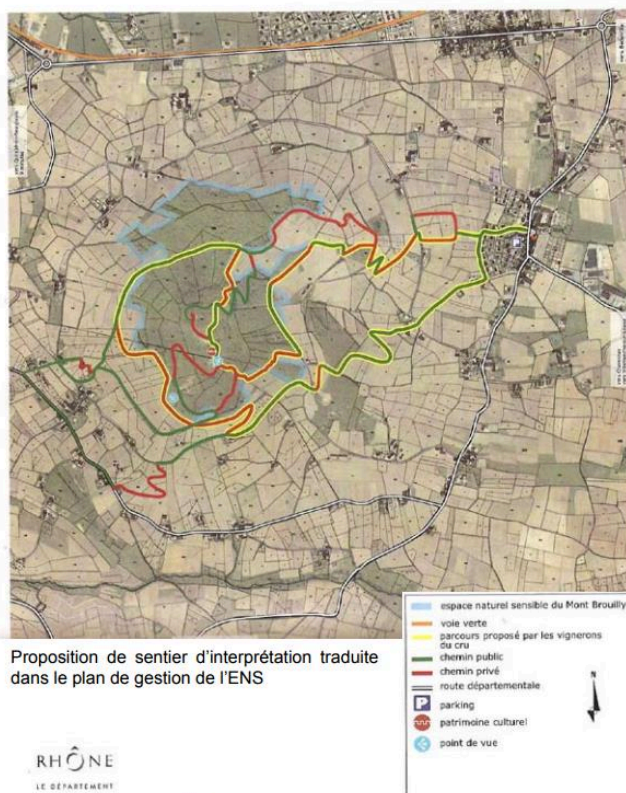 vers Belleville
Proposition de sentier d'interprétation traduite
dans le plan de gestion de l'ENS
RHÔNE
LE DÉPARTEMENT
espace naturel sensible du Mont Brouilly
voie verte
parcours proposé par les vignerons
du cru
chemin public
chemin privé
route départementale
N
P
parking
patrimoine culturel
point de vue